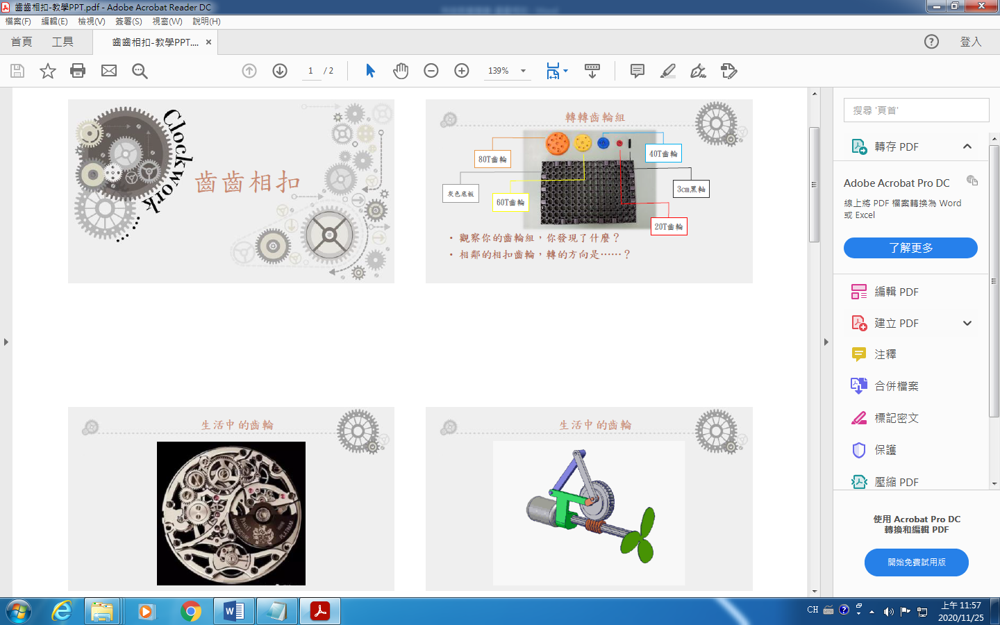 齒齒相扣-教學PPT.pdf - Adobe Acrobat Reader DC
檔案(F) 編輯(E) 檢視(V) 簽署(S) 視窗(W) 說明(H)
首頁 工具 齒齒相扣-教學PPT.... × ? 登入
1 / 2 139%
Clockwork...
齒齒相扣
轉轉齒輪組
80T齒輪
40T齒輪
灰色底板
60T齒輪
3cm黑軸
20T齒輪
• 觀察你的齒輪組，你發現了什麼？
• 相鄰的相扣齒輪，轉的方向是……？
生活中的齒輪
生活中的齒輪
搜尋 '頁首'
轉存 PDF
Adobe Acrobat Pro DC
線上將 PDF 檔案轉換為 Word
或 Excel
了解更多
編輯 PDF
建立 PDF
注釋
合併檔案
標記密文
保護
壓縮 PDF
使用 Acrobat Pro DC
轉換和編輯 PDF
開始免費試用版
CH
上午 11:57
2020/11/25